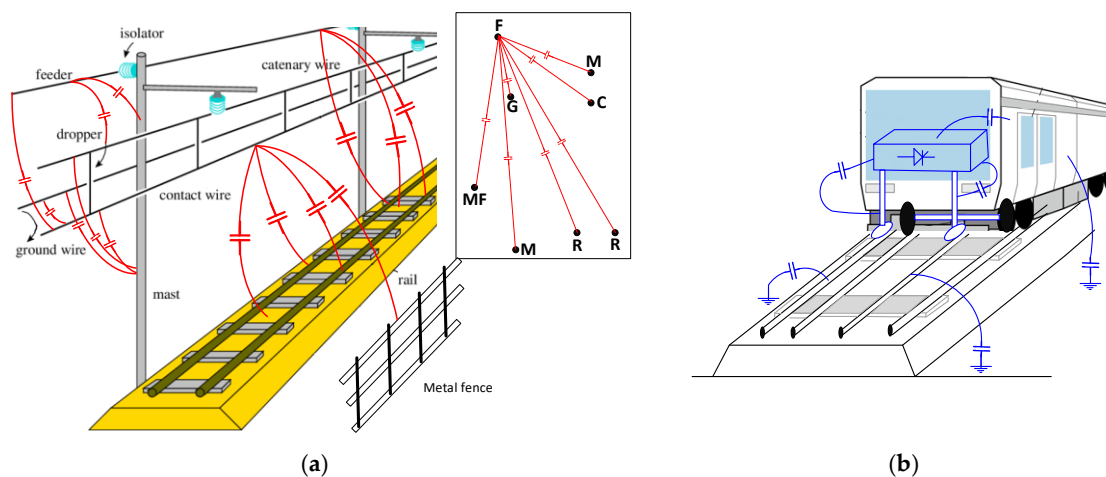 isolator
feeder
catenary wire
dropper
contact wire
ground wire
mast
rail
Metal fence
F
M
C
G
MF
M
R
R
(a)
(b)